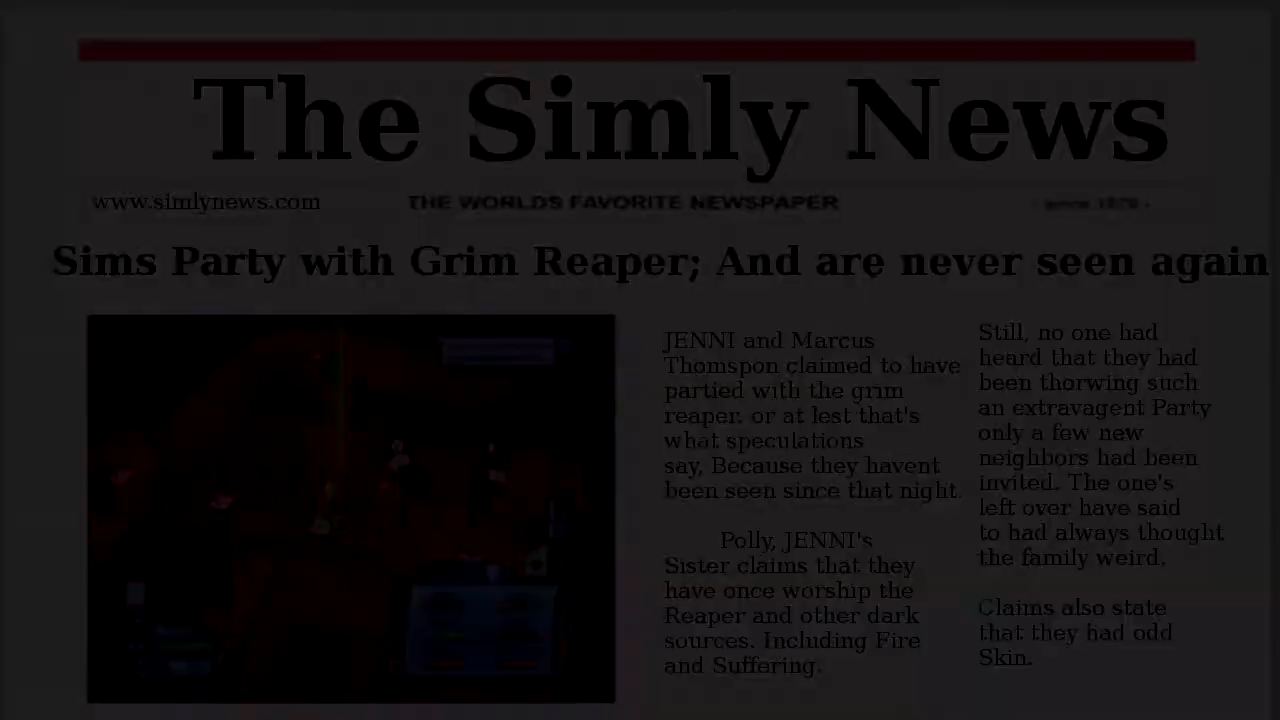 The Simly News
www.simlynews.com THE WORLDS FAVORITE NEWSPAPER - since 1879 -
Sims Party with Grim Reaper; And are never seen again
JENNI and Marcus
Thomspon claimed to have
partied with the grim
reaper. or at lest that's
what speculations
say, Because they havent
been seen since that night.
Polly, JENNI's
Sister claims that they
have once worship the
Reaper and other dark
sources. Including Fire
and Suffering.
Still, no one had
heard that they had
been thorwing such
an extravagent Party
only a few new
neighbors had been
invited. The one's
left over have said
to had always thought
the family weird.
Claims also state
that they had odd
Skin.